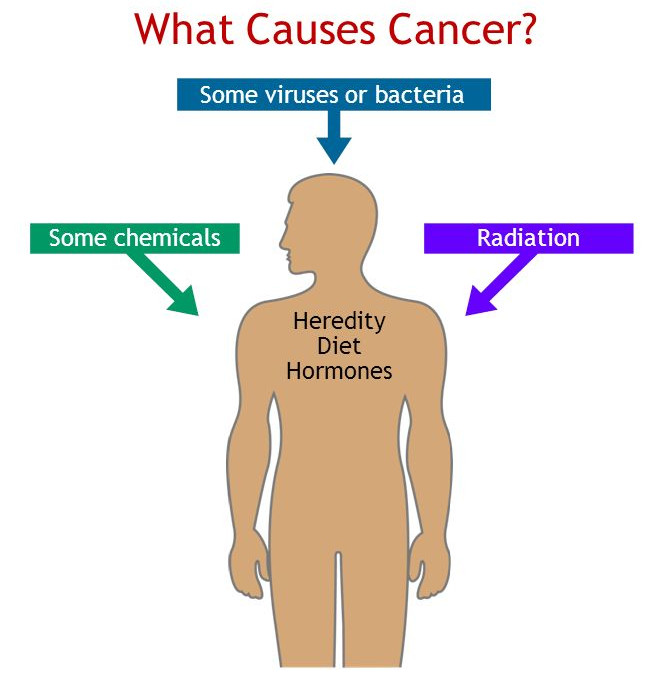 What Causes Cancer?
Some viruses or bacteria
Some chemicals
Radiation
Heredity
Diet
Hormones